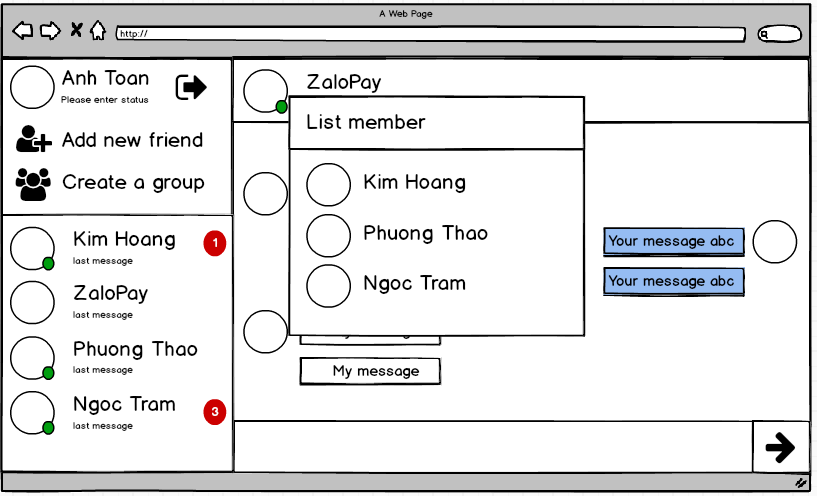 A Web Page
http://
Anh Toan
Please enter status
Add new friend
Create a group
Kim Hoang
last message
1
ZaloPay
last message
Phuong Thao
last message
Ngoc Tram
last message
3
ZaloPay
List member
Kim Hoang
Phuong Thao
Ngoc Tram
Your message abc
Your message abc
My message